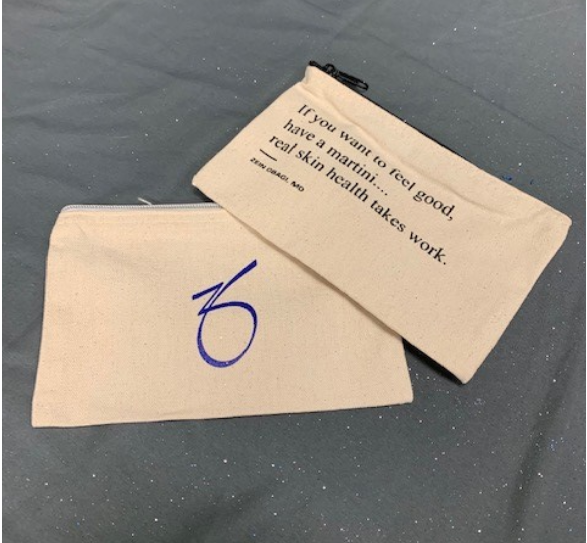 If you want to feel good,
have a martini....
real skin health takes work.
ZEIN OBAGI, MD